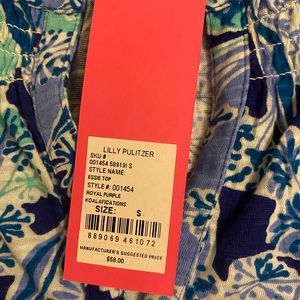 LILLY PULITZER
SKU #
001454 68919I S
STYLE NAME:
ESSIE TOP
STYLE #: 001454
ROYAL PURPLE
KOALAFICATIONS
SIZE: S
889069461072
MANUFACTURER'S SUGGESTED PRICE
$58.00